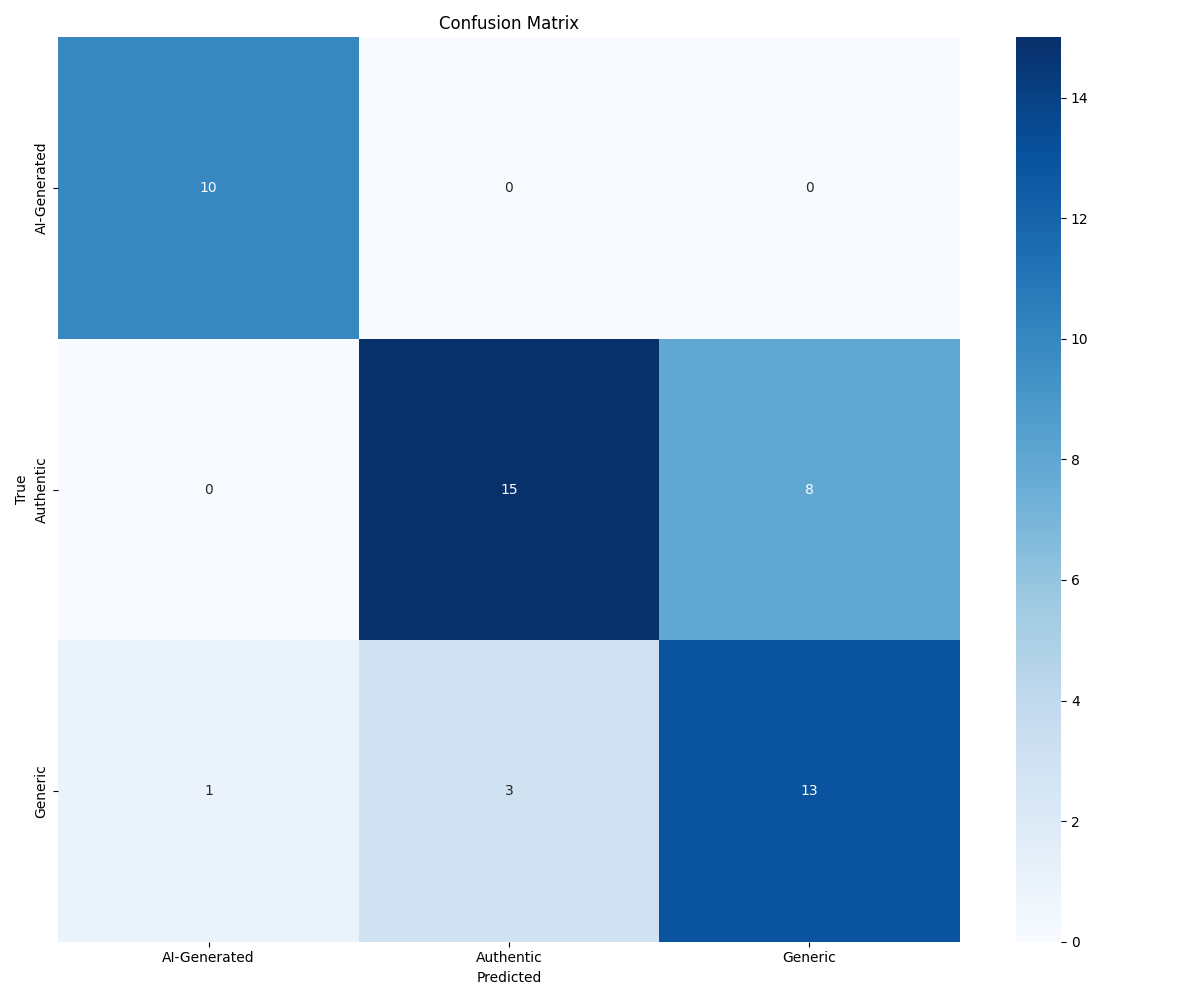 Confusion Matrix
AI-Generated
10
0
0
14
12
10
8
6
4
2
0
True
Authentic
0
15
8
Generic
1
3
13
AI-Generated
Authentic
Generic
Predicted